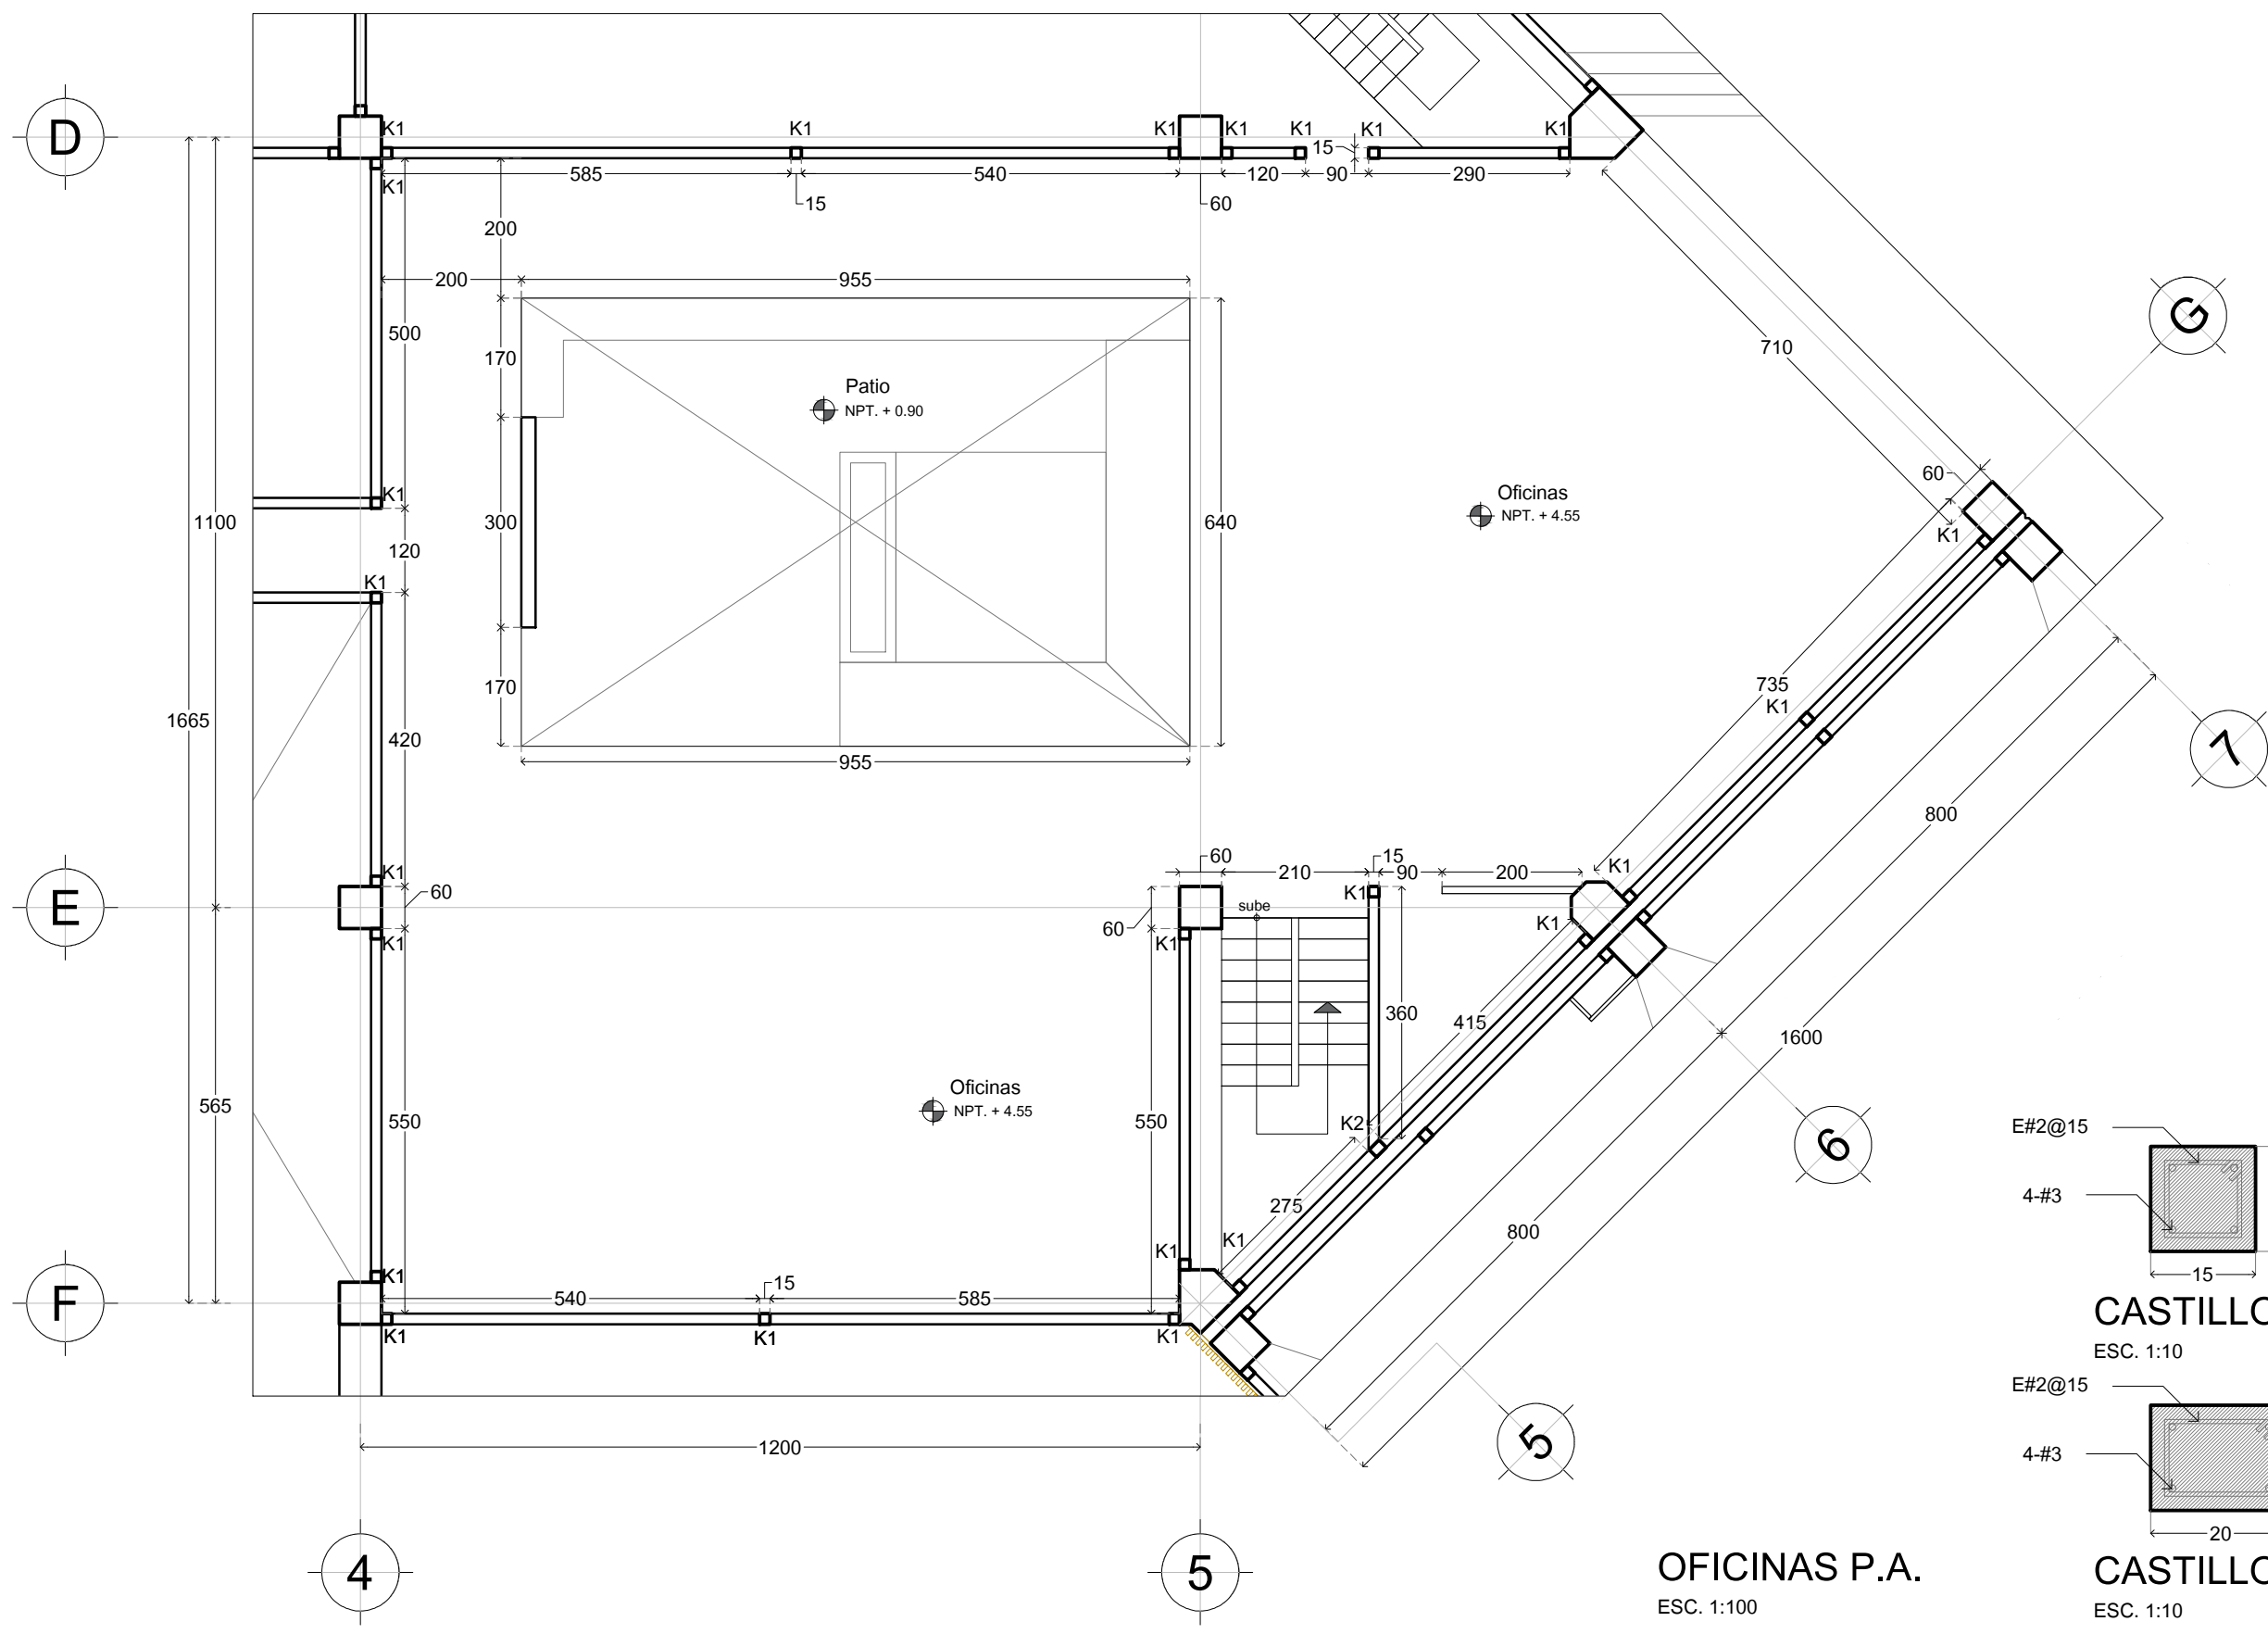 D
K1
K1
K1
K1
K1
K1
K1
15
585
540
120
90
290
K1
15
60
200
200
955
500
710
G
170
Patio
NPT. + 0.90
60
K1
Oficinas
NPT. + 4.55
K1
1100
300
640
120
K1
735
K1
170
1665
420
7
955
800
60
15
210
90
200
K1
K1
60
K1
E
sube
60
K1
K1
K1
360
415
1600
Oficinas
NPT. + 4.55
565
550
550
K2
E#2@15
6
4-#3
275
800
K1
K1
15
K1
15
540
585
F
CASTILLO
K1
K1
K1
ESC. 1:10
E#2@15
1200
5
4-#3
20
4
5
OFICINAS P.A.
ESC. 1:100
CASTILLO
ESC. 1:10